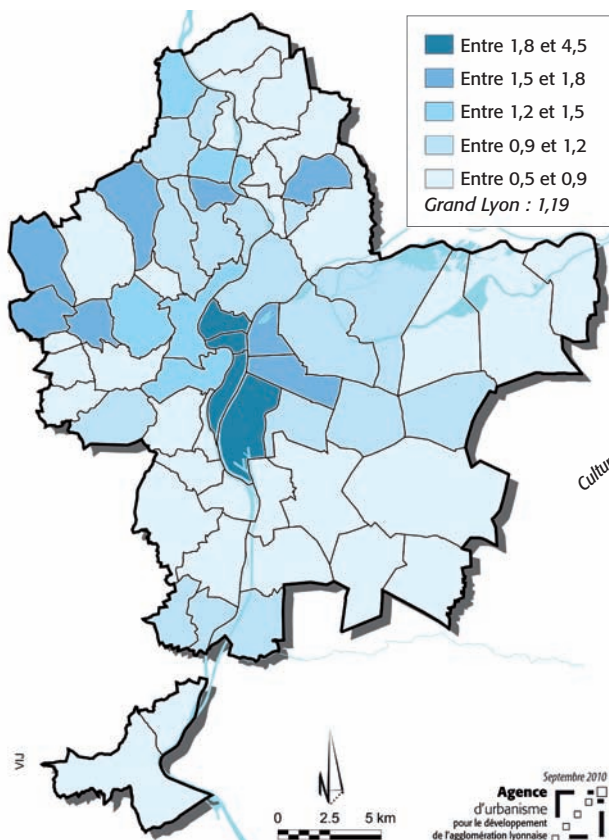 Entre 1,8 et 4,5
Entre 1,5 et 1,8
Entre 1,2 et 1,5
Entre 0,9 et 1,2
Entre 0,5 et 0,9
Grand Lyon : 1,19
Cultur
VIJ
N
0 2.5 5 km
Septembre 2010
Agence
d'urbanisme
pour le développement
de l'agglomération lyonnaise